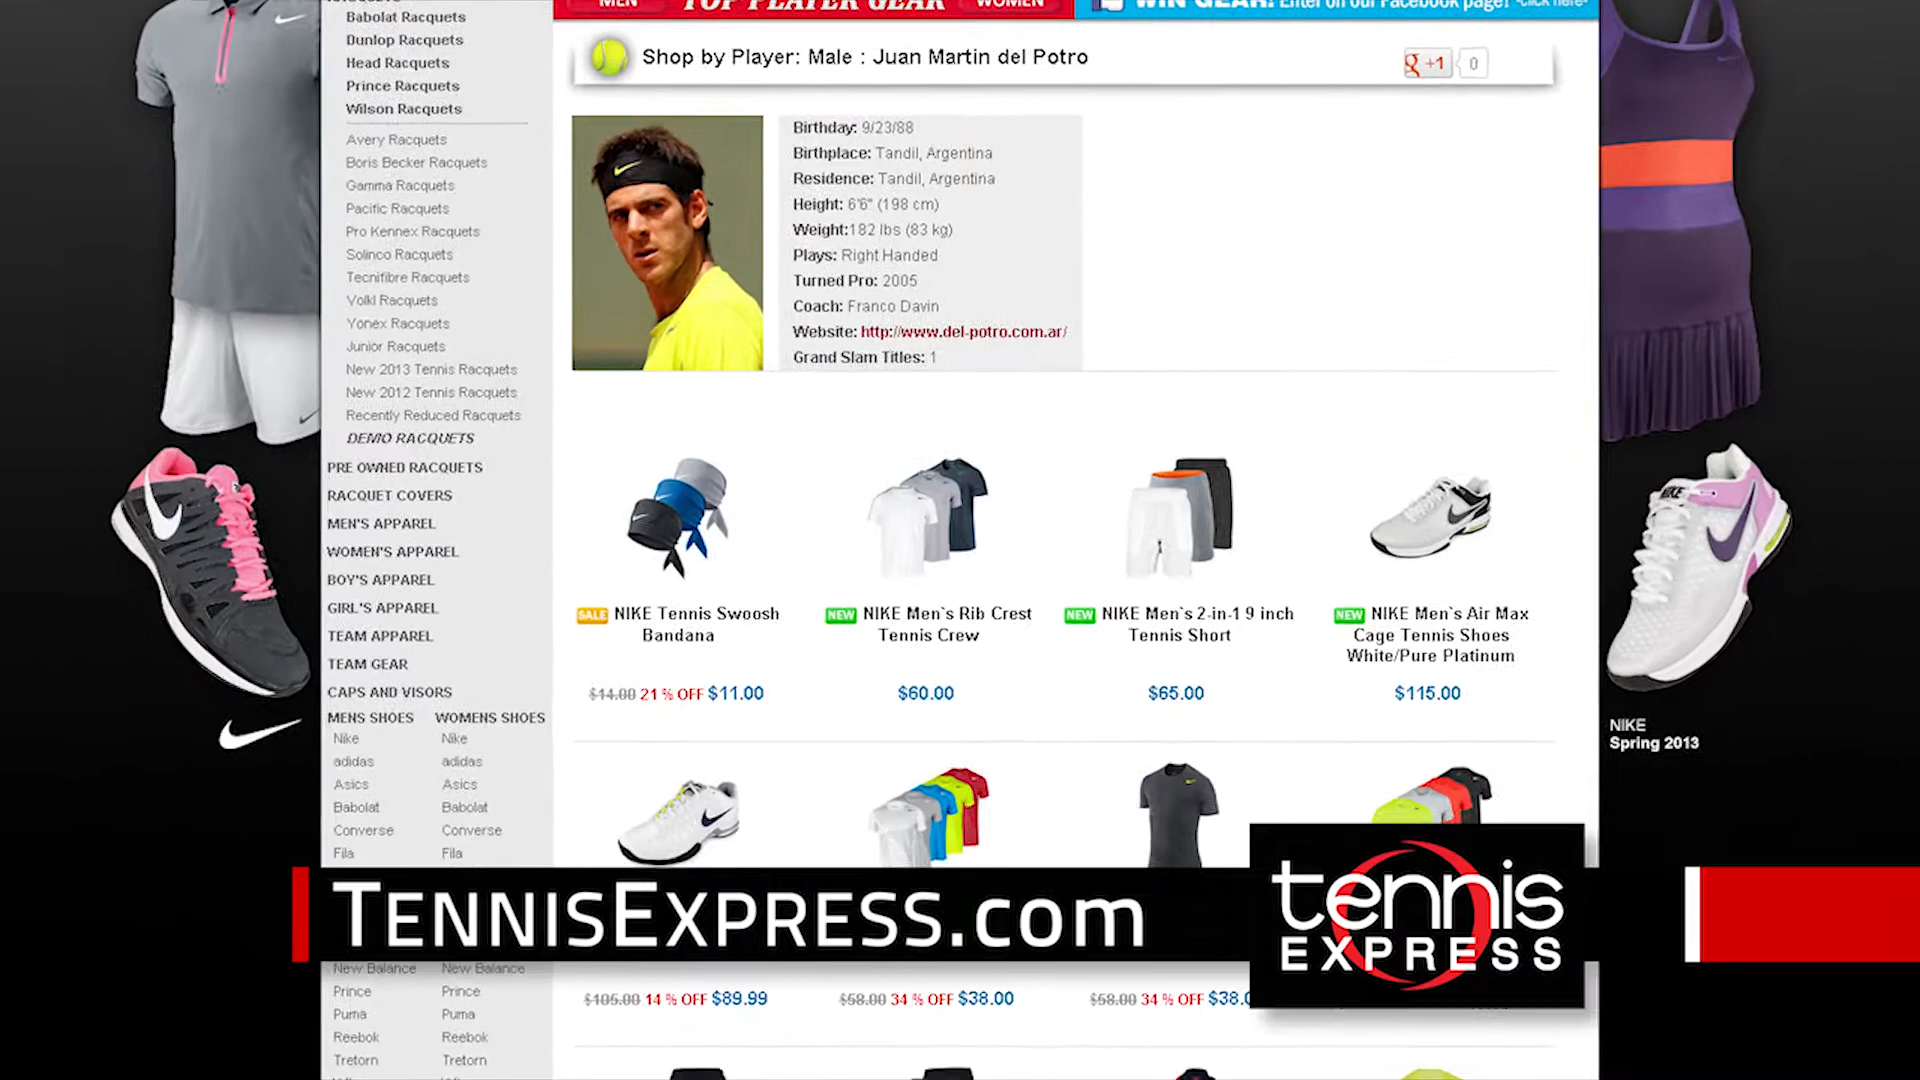 MEN TOP PLAYER GEAR WOMEN
WIN GEAR! Enter on our Facebook page! -click here-
Babolat Racquets
Dunlop Racquets
Head Racquets
Prince Racquets
Wilson Racquets
Avery Racquets
Boris Becker Racquets
Gamma Racquets
Pacific Racquets
Pro Kennex Racquets
Solinco Racquets
Tecnifibre Racquets
Volkl Racquets
Yonex Racquets
Junior Racquets
New 2013 Tennis Racquets
New 2012 Tennis Racquets
Recently Reduced Racquets
DEMO RACQUETS
PRE OWNED RACQUETS
RACQUET COVERS
MEN'S APPAREL
WOMEN'S APPAREL
BOY'S APPAREL
GIRL'S APPAREL
TEAM APPAREL
TEAM GEAR
CAPS AND VISORS
MENS SHOES WOMENS SHOES
Nike Nike
adidas adidas
Asics Asics
Babolat Babolat
Converse Converse
Fila Fila
New Balance New Balance
Prince Prince
Puma Puma
Reebok Reebok
Tretorn Tretorn
Shop by Player: Male : Juan Martin del Potro
g +1 0
Birthday: 9/23/88
Birthplace: Tandil, Argentina
Residence: Tandil, Argentina
Height: 6'6" (198 cm)
Weight:182 lbs (83 kg)
Plays: Right Handed
Turned Pro: 2005
Coach: Franco Davin
Website: http://www.del-potro.com.ar/
Grand Slam Titles: 1
SALE NIKE Tennis Swoosh
Bandana
$14.00 21 % OFF $11.00
NEW NIKE Men`s Rib Crest
Tennis Crew
$60.00
NEW NIKE Men`s 2-in-1 9 inch
Tennis Short
$65.00
NEW NIKE Men`s Air Max
Cage Tennis Shoes
White/Pure Platinum
$115.00
$105.00 14 % OFF $89.99
$58.00 34 % OFF $38.00
$58.00 34 % OFF $38.0
NIKE
Spring 2013
TENNISEXPRESS.com
tennis
EXPRESS